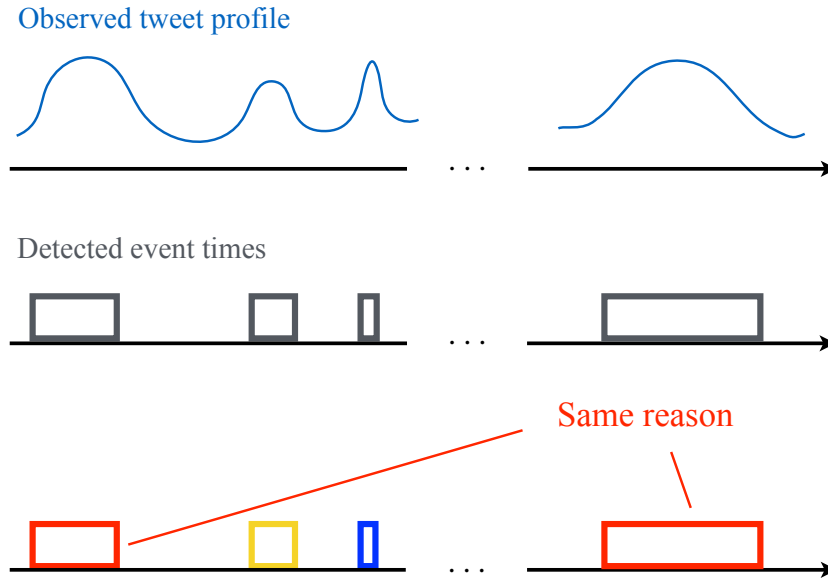 Observed tweet profile
. . .
Detected event times
. . .
Same reason
. . .